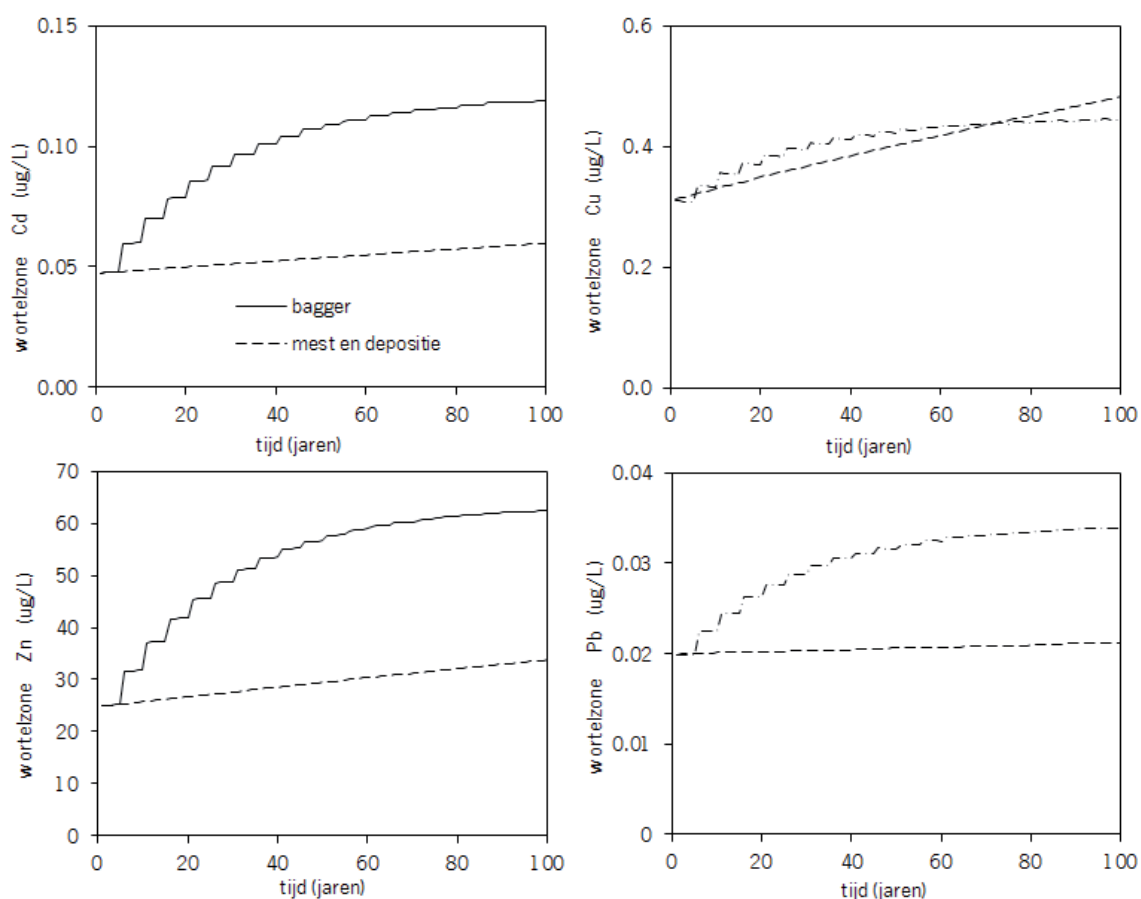 wortelzone Cd (ug/L)
0.15
0.10
0.05
0.00
bagger
mest en depositie
0 20 40 60 80 100
tijd (jaren)
wortelzone Cu (ug/L)
0.6
0.4
0.2
0.0
0 20 40 60 80 100
tijd (jaren)
wortelzone Zn (ug/L)
70
60
50
40
30
20
10
0
0 20 40 60 80 100
tijd (jaren)
wortelzone Pb (ug/L)
0.04
0.03
0.02
0.01
0
0 20 40 60 80 100
tijd (jaren)